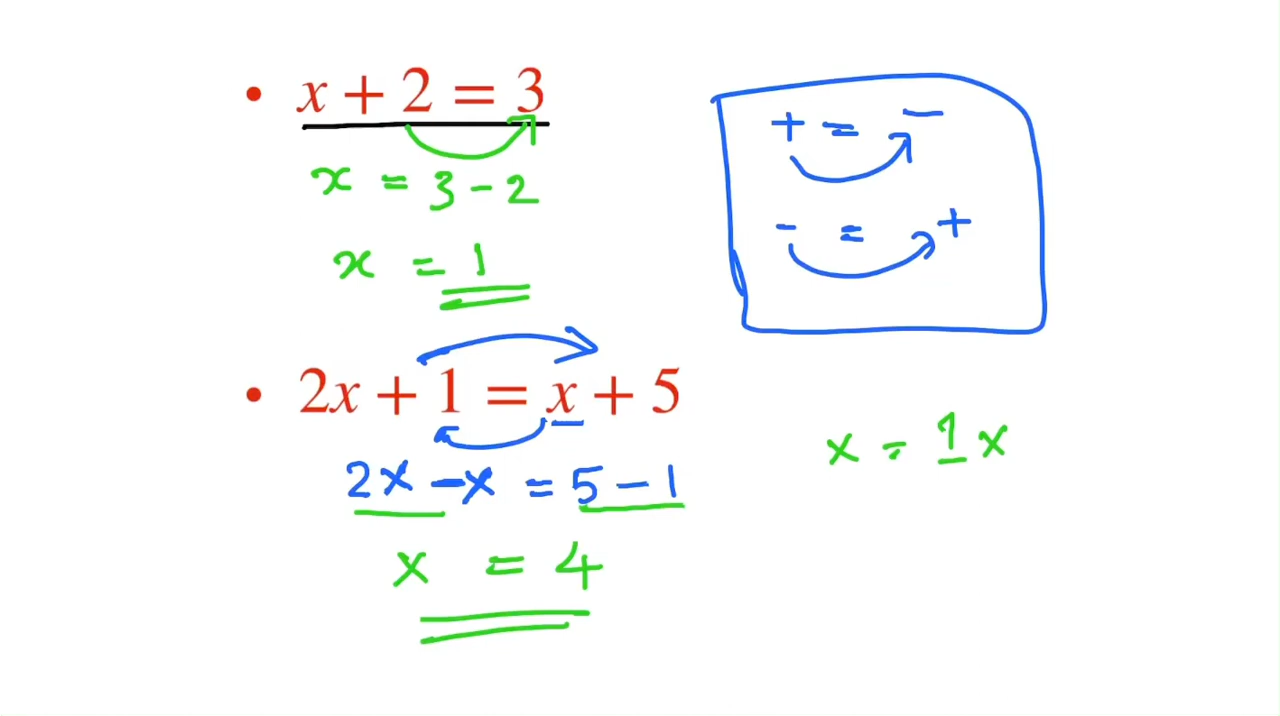 • x + 2 = 3
x = 3 - 2
x = 1
+ = -
- = +
• 2x + 1 = x + 5
2x - x = 5 - 1
x = 4
x = 1x